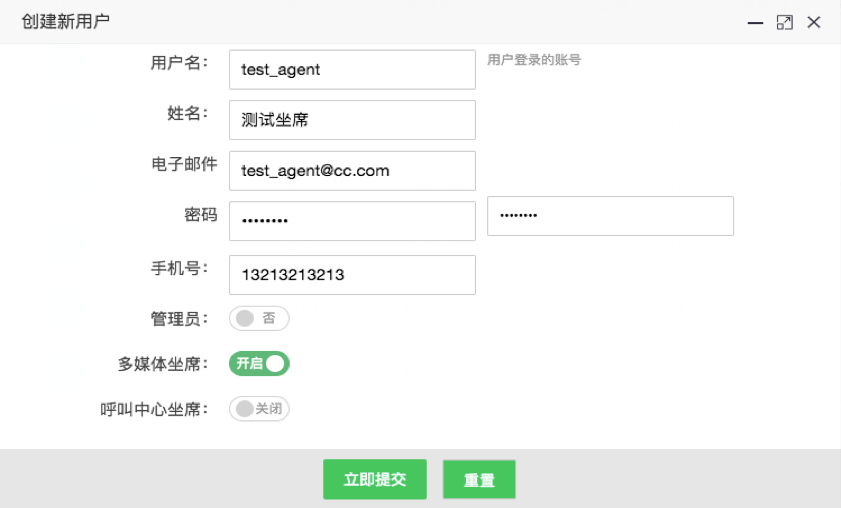 创建新用户
用户名： test_agent 用户登录的账号
姓名： 测试坐席
电子邮件 test_agent@cc.com
密码 •••••••• ••••••••
手机号： 13213213213
管理员： 否
多媒体坐席： 开启
呼叫中心坐席： 关闭
立即提交 重置